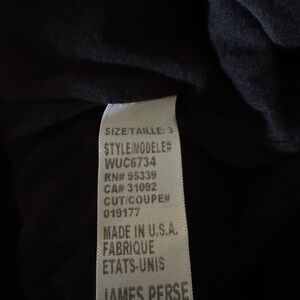 SIZE/TAILLE: 3
STYLE/MODELE#
WUC6734
RN# 95339
CA# 31092
CUT/COUPE#
019177
MADE IN U.S.A.
FABRIQUE
ETATS-UNIS
JAMES PERSE